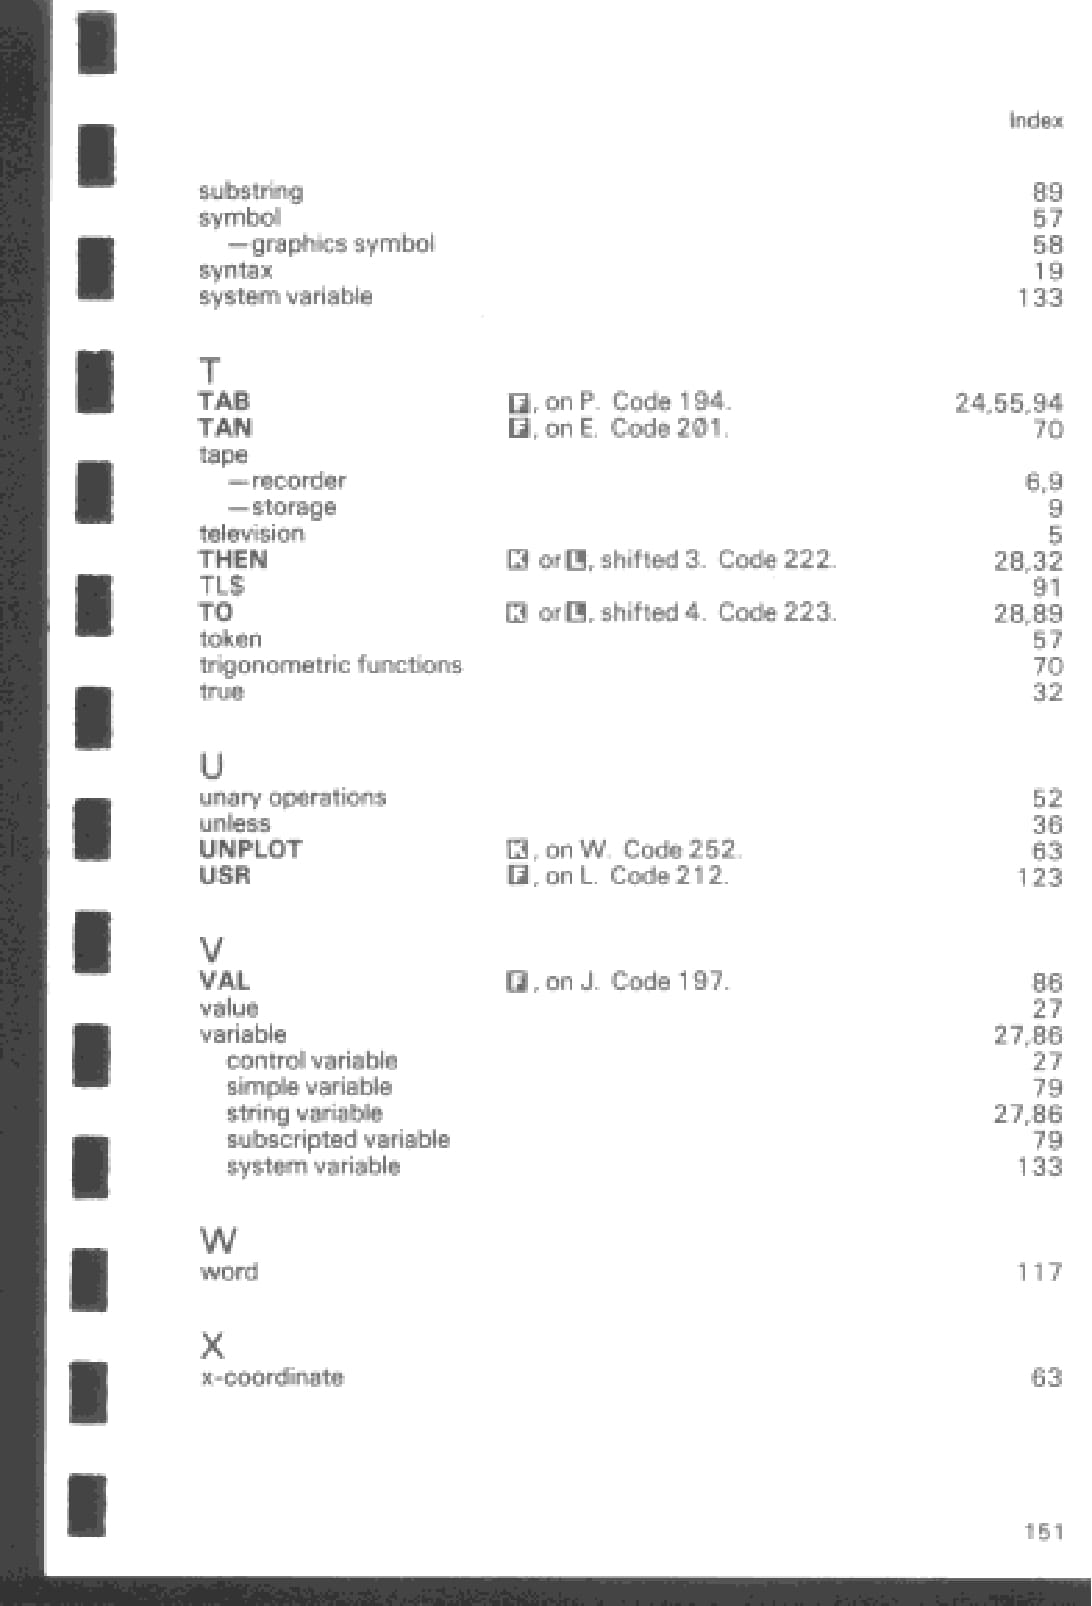 Index
substring 89
symbol 57
—graphics symbol 58
syntax 19
system variable 133
T
TAB F, on P. Code 194. 24,55,94
TAN F, on E. Code 201. 70
tape
—recorder 6,9
—storage 9
television 5
THEN K or L, shifted 3. Code 222. 28,32
TL$ 91
TO K or L, shifted 4. Code 223. 28,89
token 57
trigonometric functions 70
true 32
U
unary operations 52
unless 36
UNPLOT K, on W. Code 252. 63
USR F, on L. Code 212. 123
V
VAL F, on J. Code 197. 86
value 27
variable 27,86
control variable 27
simple variable 79
string variable 27,86
subscripted variable 79
system variable 133
W
word 117
X
x-coordinate 63
151